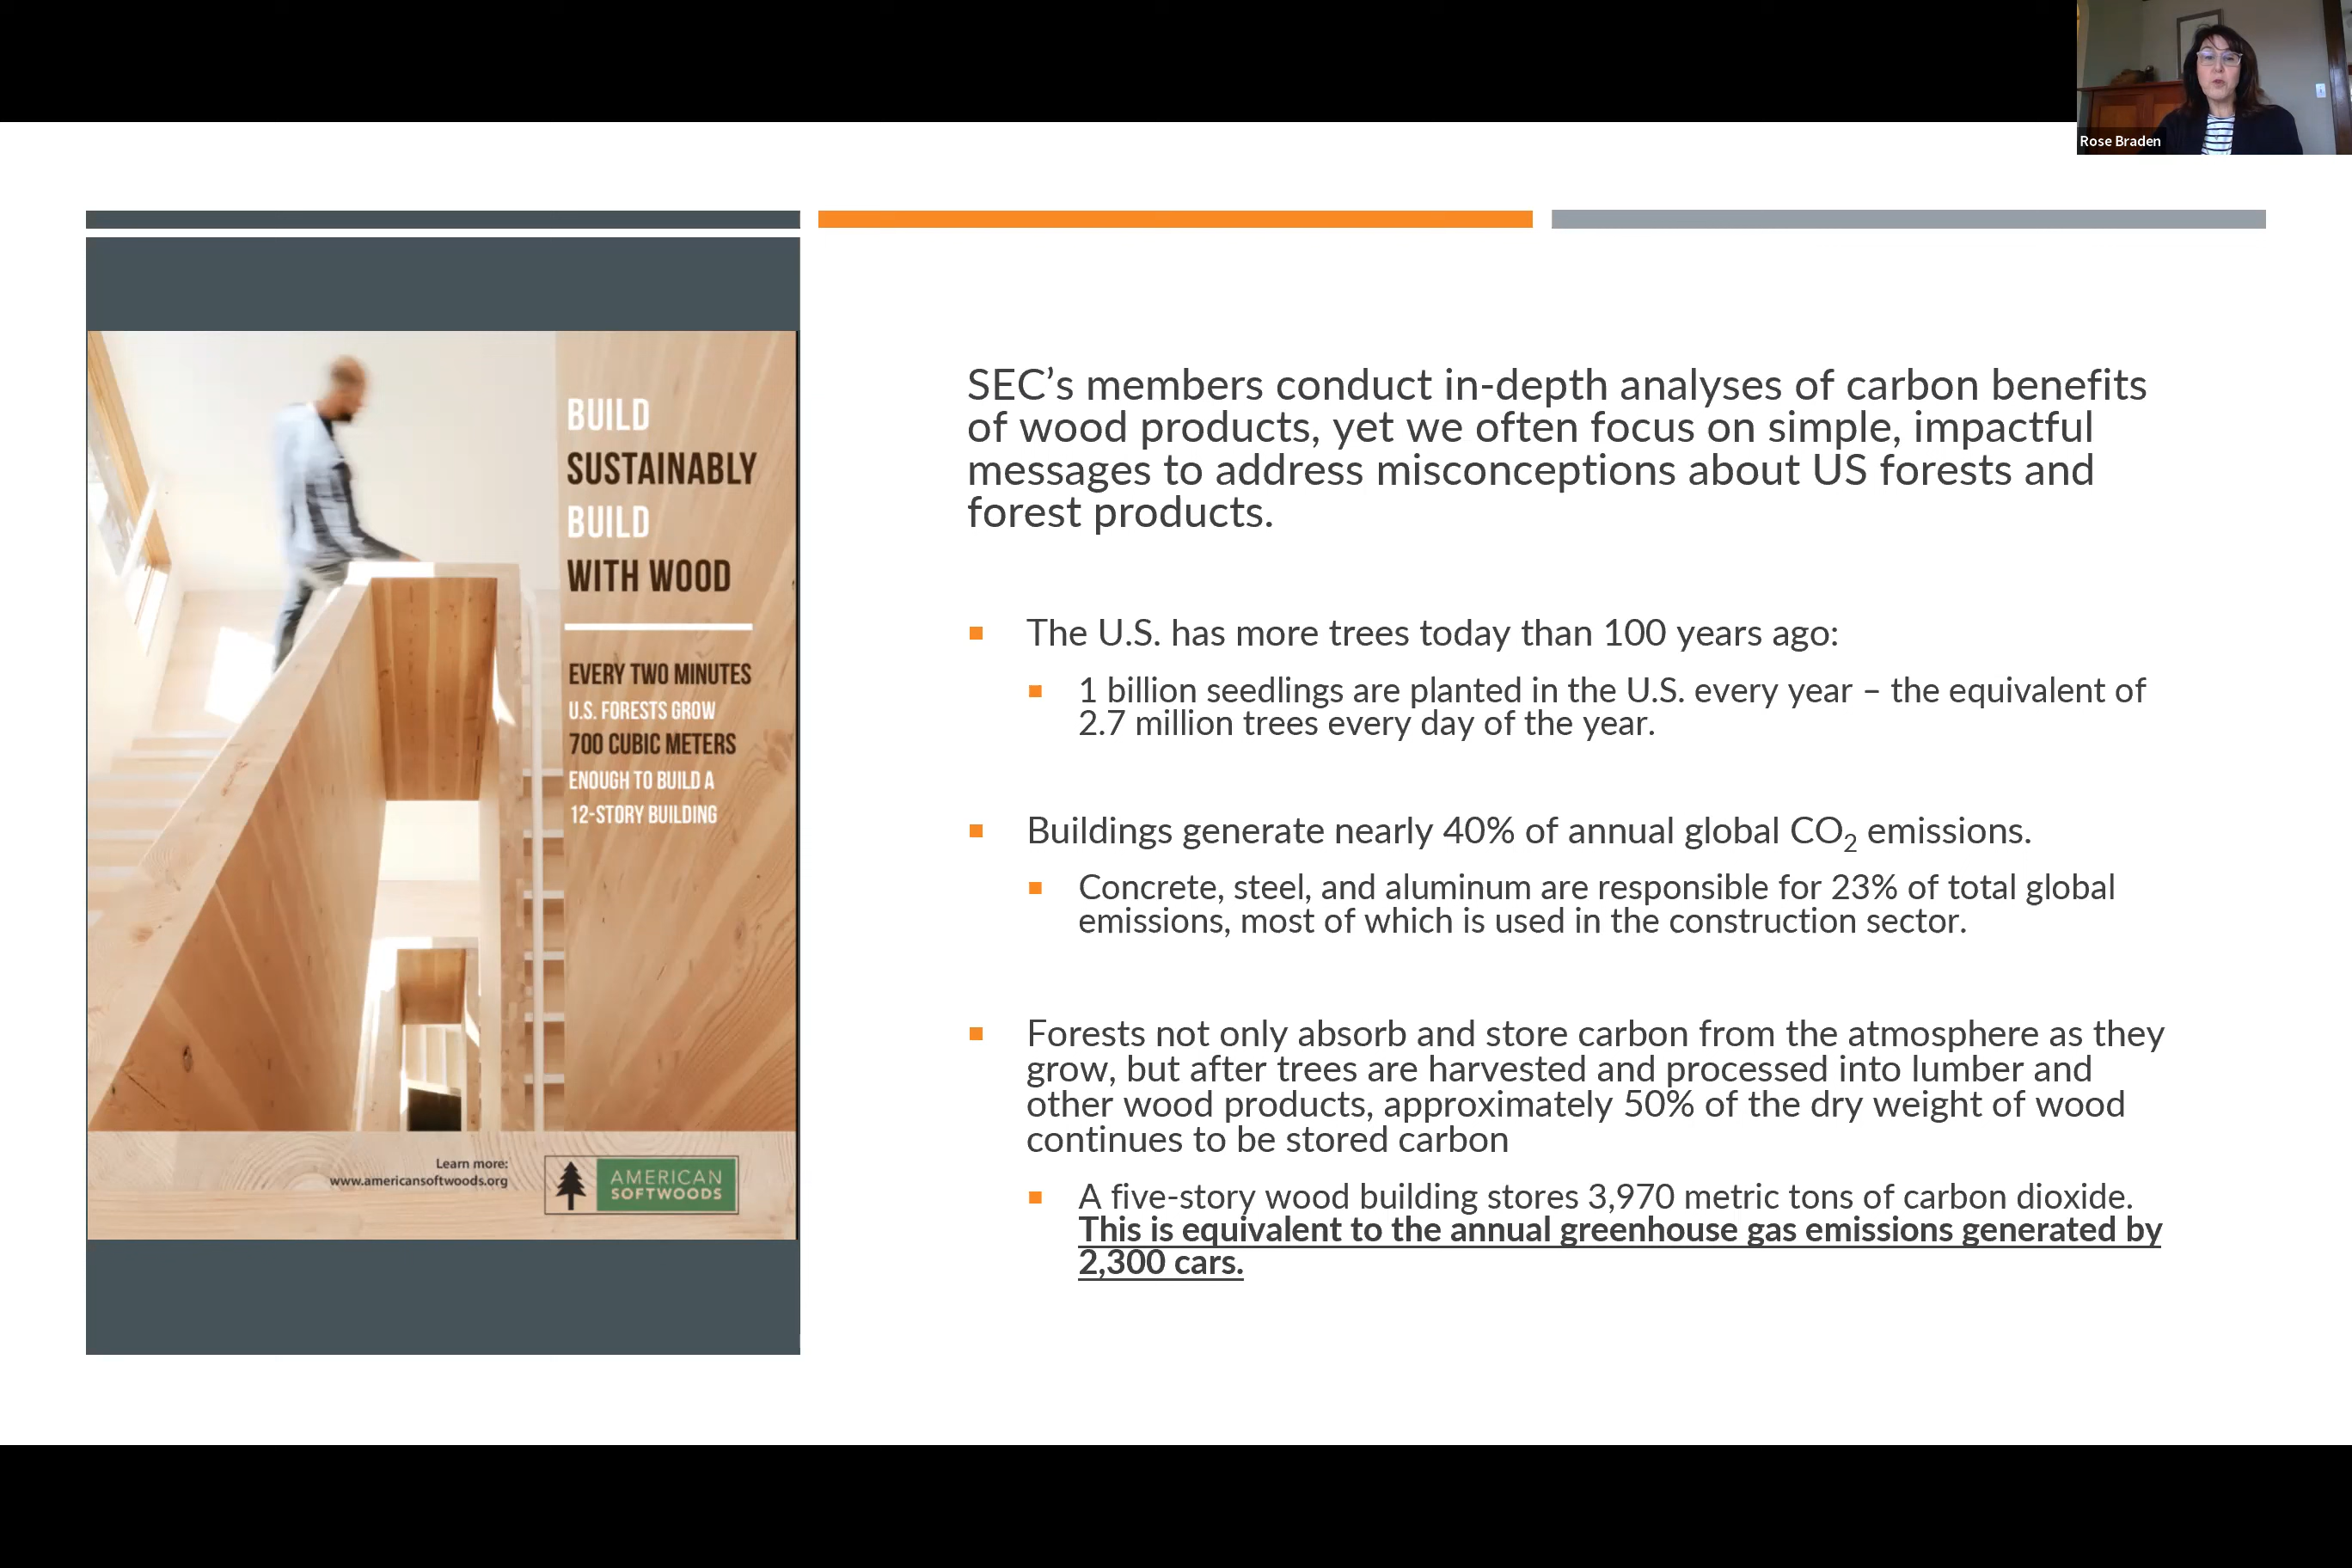 Rose Braden
BUILD
SUSTAINABLY
BUILD
WITH WOOD
EVERY TWO MINUTES
U.S. FORESTS GROW
700 CUBIC METERS
ENOUGH TO BUILD A
12-STORY BUILDING
Learn more:
www.americansoftwoods.org
AMERICAN
SOFTWOODS
SEC’s members conduct in-depth analyses of carbon benefits
of wood products, yet we often focus on simple, impactful
messages to address misconceptions about US forests and
forest products.
The U.S. has more trees today than 100 years ago:
1 billion seedlings are planted in the U.S. every year – the equivalent of
2.7 million trees every day of the year.
Buildings generate nearly 40% of annual global CO₂ emissions.
Concrete, steel, and aluminum are responsible for 23% of total global
emissions, most of which is used in the construction sector.
Forests not only absorb and store carbon from the atmosphere as they
grow, but after trees are harvested and processed into lumber and
other wood products, approximately 50% of the dry weight of wood
continues to be stored carbon
A five-story wood building stores 3,970 metric tons of carbon dioxide.
This is equivalent to the annual greenhouse gas emissions generated by
2,300 cars.